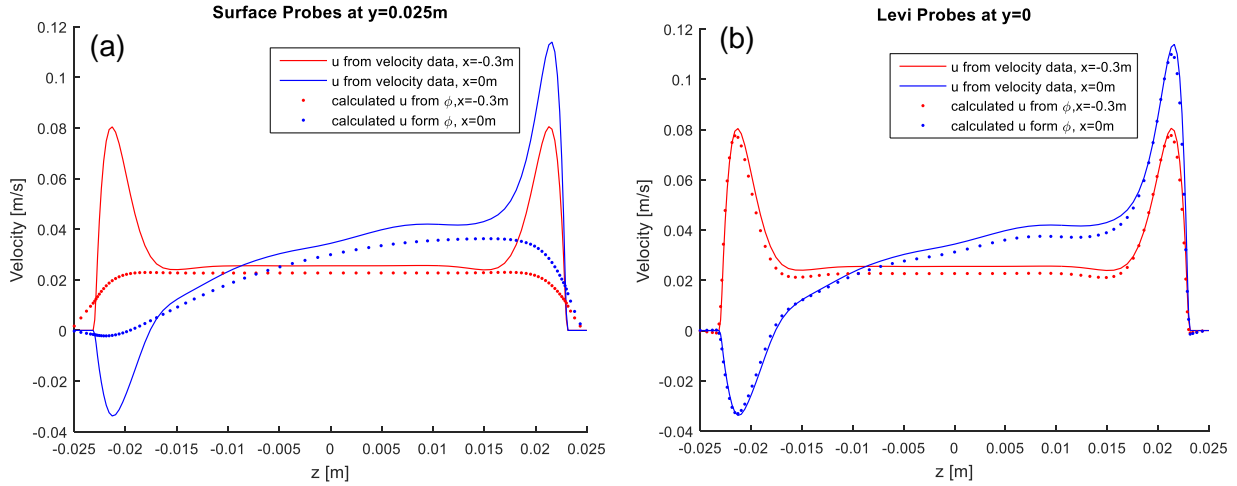 Surface Probes at y=0.025m
(a)
u from velocity data, x=-0.3m
u from velocity data, x=0m
calculated u from ϕ,x=-0.3m
calculated u form ϕ, x=0m
0.12
0.1
0.08
0.06
0.04
0.02
0
-0.02
-0.04
Velocity [m/s]
-0.025 -0.02 -0.015 -0.01 -0.005 0 0.005 0.01 0.015 0.02 0.025
z [m]
Levi Probes at y=0
(b)
u from velocity data, x=-0.3m
u from velocity data, x=0m
calculated u from ϕ,x=-0.3m
calculated u form ϕ, x=0m
0.12
0.1
0.08
0.06
0.04
0.02
0
-0.02
-0.04
Velocity [m/s]
-0.025 -0.02 -0.015 -0.01 -0.005 0 0.005 0.01 0.015 0.02 0.025
z [m]